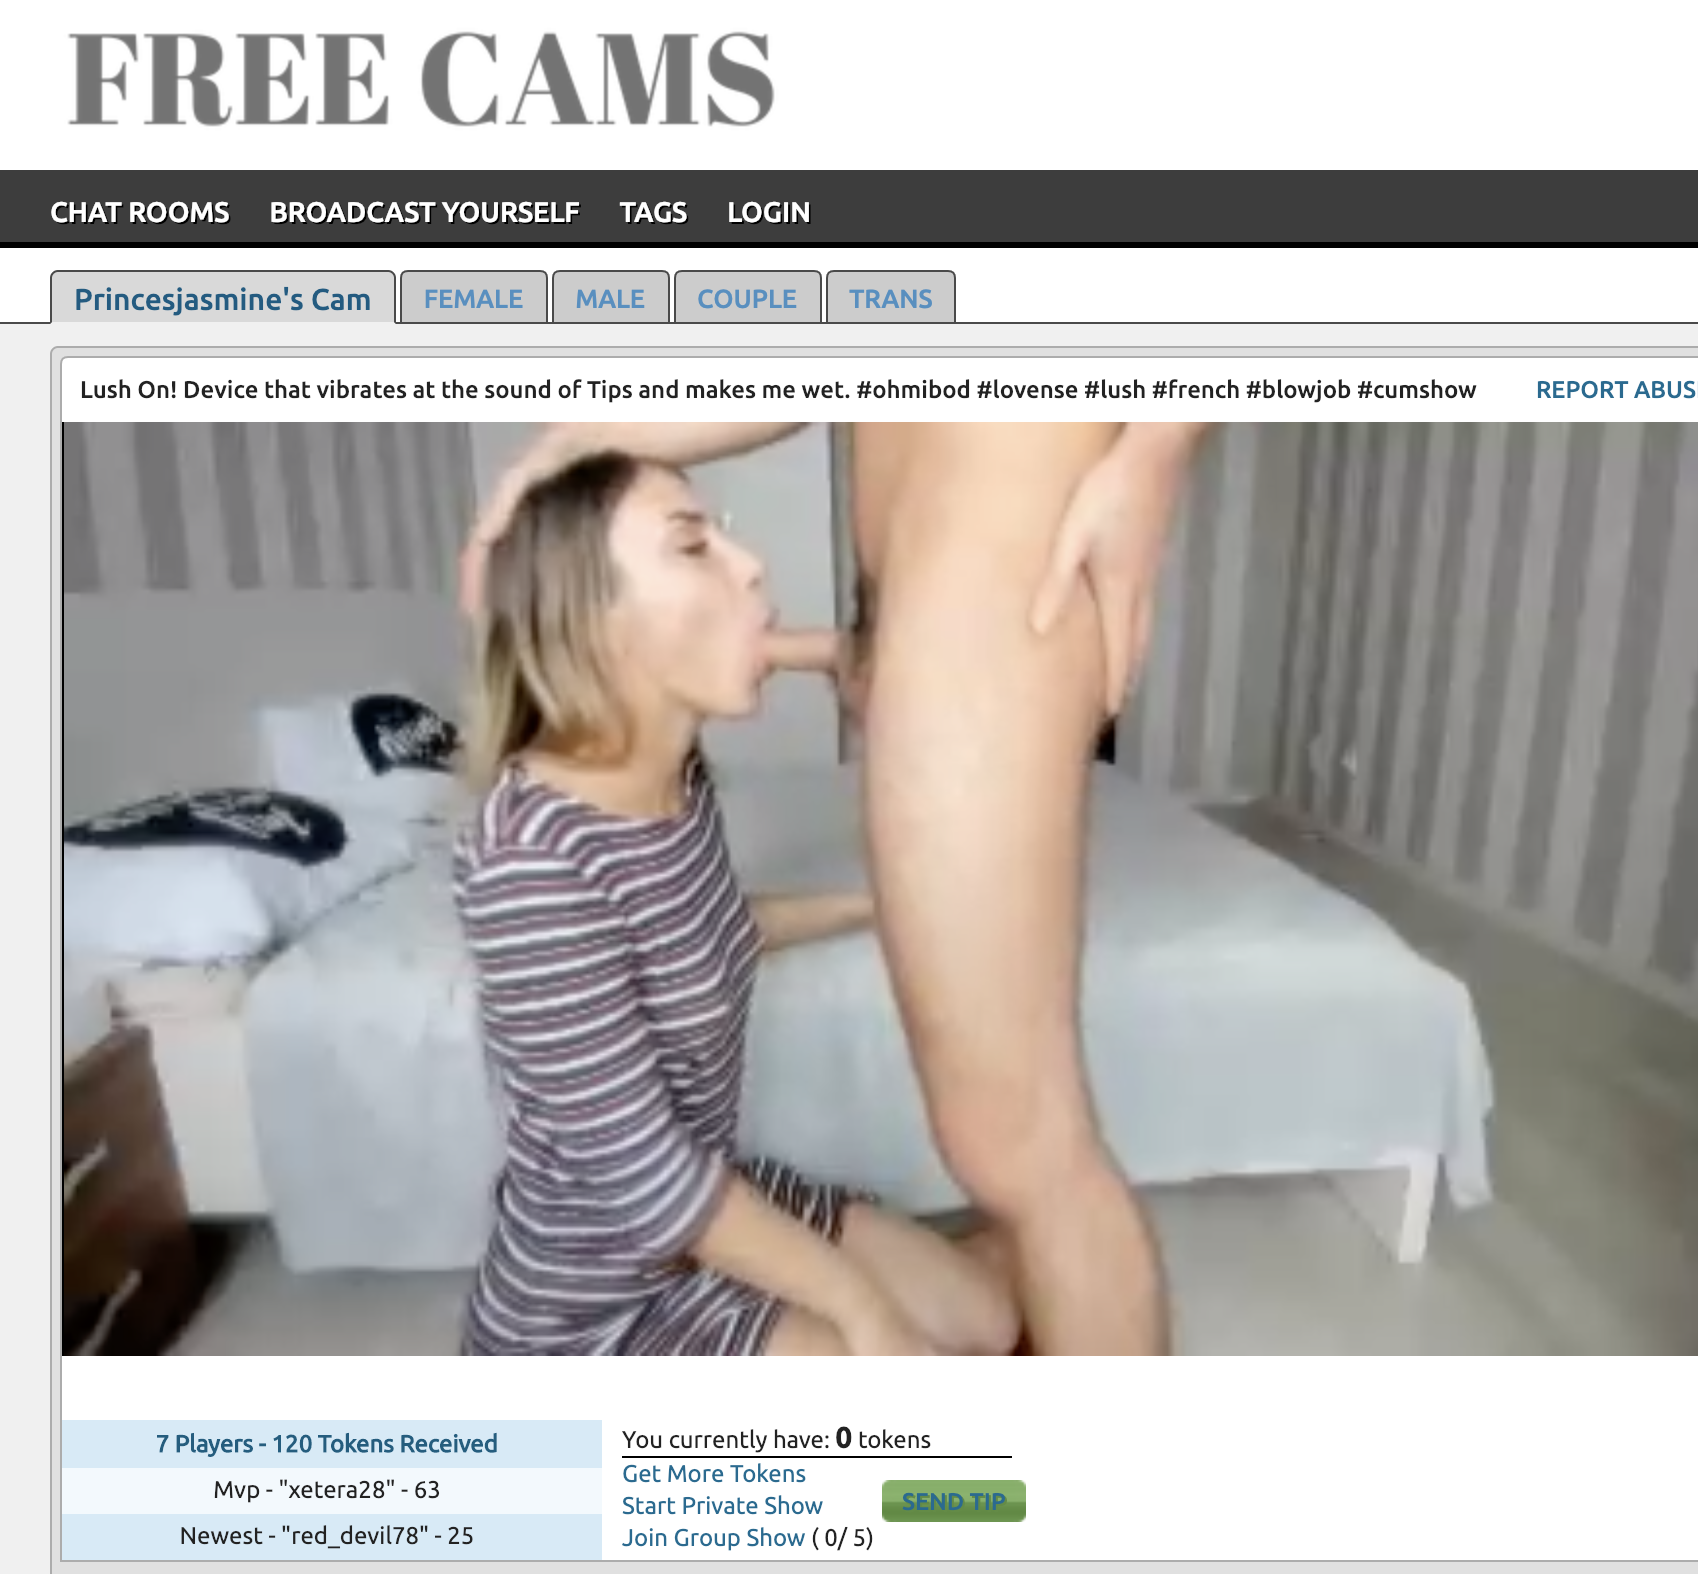 FREE CAMS
CHAT ROOMS BROADCAST YOURSELF TAGS LOGIN
Princesjasmine's Cam FEMALE MALE COUPLE TRANS
Lush On! Device that vibrates at the sound of Tips and makes me wet. #ohmibod #lovense #lush #french #blowjob #cumshow REPORT ABUS
7 Players - 120 Tokens Received
Mvp - "xetera28" - 63
Newest - "red_devil78" - 25
You currently have: 0 tokens
Get More Tokens
Start Private Show
SEND TIP
Join Group Show ( 0/ 5)